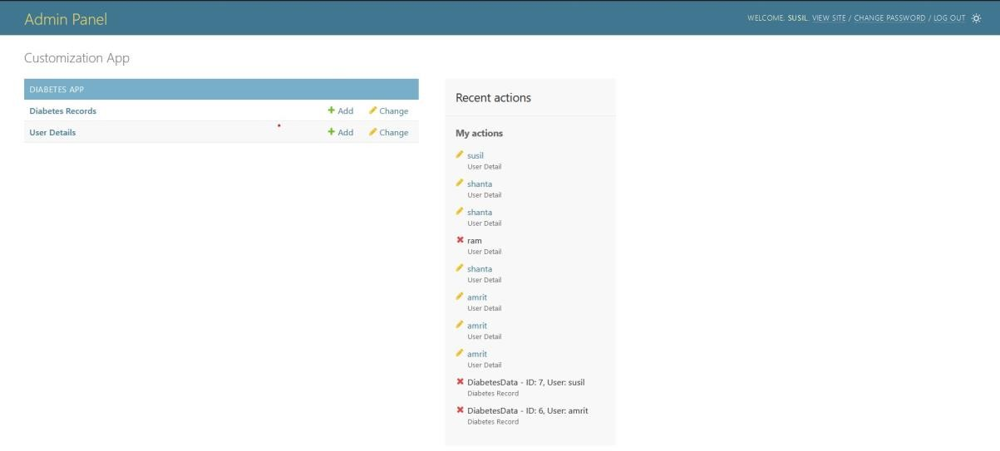 Admin Panel
WELCOME, SUSIL. VIEW SITE / CHANGE PASSWORD / LOG OUT
Customization App
DIABETES APP
Diabetes Records Add Change
User Details Add Change
Recent actions
My actions
susil
User Detail
shanta
User Detail
shanta
User Detail
ram
User Detail
shanta
User Detail
amrit
User Detail
amrit
User Detail
amrit
User Detail
DiabetesData - ID: 7, User: susil
Diabetes Record
DiabetesData - ID: 6, User: amrit
Diabetes Record